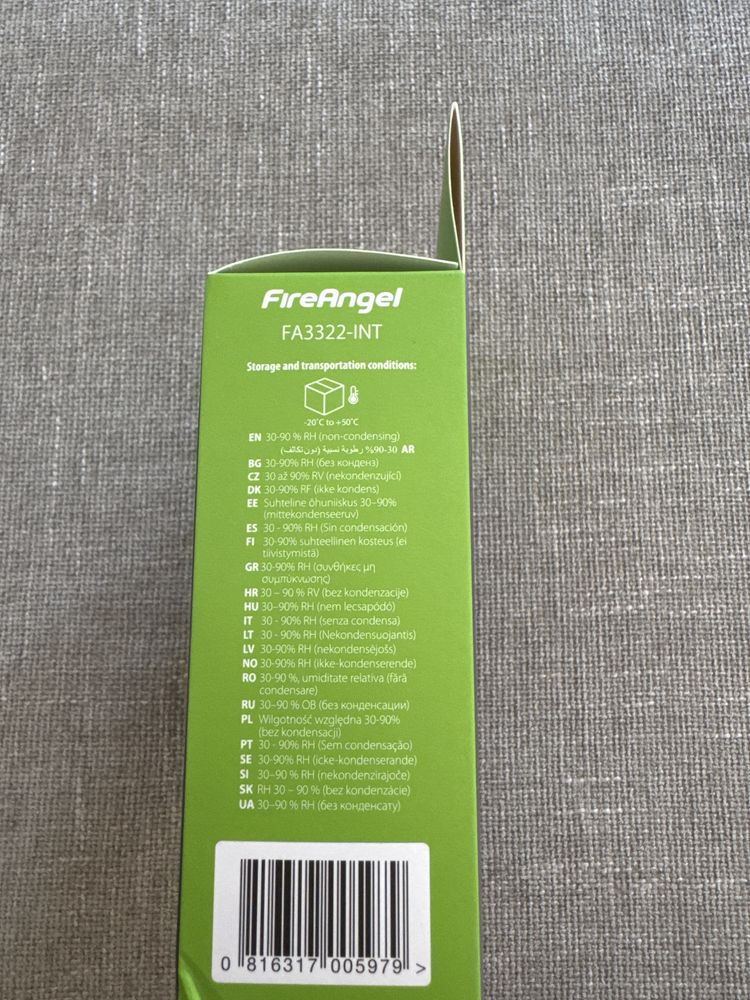 FireAngel
FA3322-INT
Storage and transportation conditions:
-20˚C to +50˚C
EN 30-90 % RH (non-condensing)
AR 30-90% رطوبة نسبية (دون تكاثف)
BG 30-90% RH (без конденз)
CZ 30 až 90% RV (nekondenzující)
DK 30-90% RF (ikke kondens)
EE Suhteline õhuniiskus 30–90%
(mittekondenseeruv)
ES 30 - 90% RH (Sin condensación)
FI 30-90% suhteellinen kosteus (ei
tiivistymistä)
GR 30-90% RH (συνθήκες μη
συμπύκνωσης)
HR 30 – 90 % RV (bez kondenzacije)
HU 30–90% RH (nem lecsapódó)
IT 30 - 90% RH (senza condensa)
LT 30 - 90% RH (Nekondensuojantis)
LV 30-90% RH (nekondensējošs)
NO 30-90% RH (ikke-kondenserende)
RO 30-90 %, umiditate relativa (fără
condensare)
RU 30–90 % ОВ (без конденсации)
PL Wilgotność względna 30-90%
(bez kondensacji)
PT 30 - 90% RH (Sem condensação)
SE 30-90% RH (icke-kondenserande)
SI 30–90 % RH (nekondenzirajoče)
SK RH 30 – 90 % (bez kondenzácie)
UA 30–90 % RH (без конденсату)
0 816317 005979 >